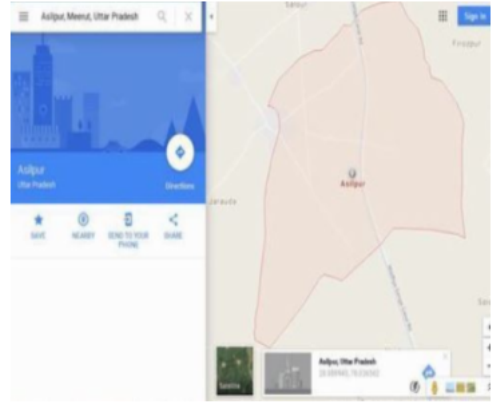 Asilpur, Meerut, Uttar Pradesh
Sign in
Firozpur
Asilpur
Uttar Pradesh
Directions
SAVE
NEARBY
SEND TO YOUR
PHONE
SHARE
Asilpur
Asilpur, Uttar Pradesh